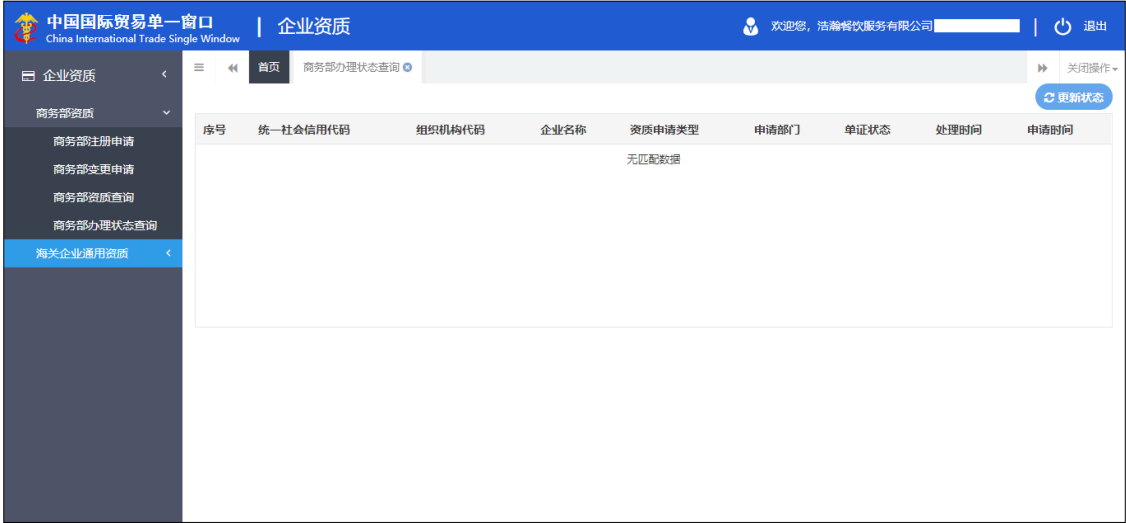 中国国际贸易单一窗口
China International Trade Single Window
企业资质
欢迎您，浩瀚餐饮服务有限公司
退出
企业资质
首页
商务部办理状态查询
关闭操作
更新状态
商务部资质
商务部注册申请
商务部变更申请
商务部资质查询
商务部办理状态查询
海关企业通用资质
序号 统一社会信用代码 组织机构代码 企业名称 资质申请类型 申请部门 单证状态 处理时间 申请时间
无匹配数据